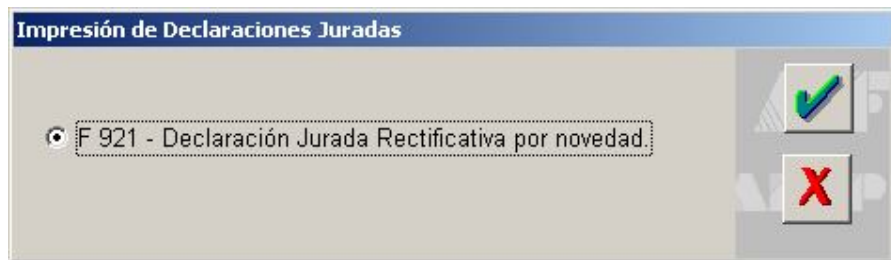 Impresión de Declaraciones Juradas
F 921 - Declaración Jurada Rectificativa por novedad.